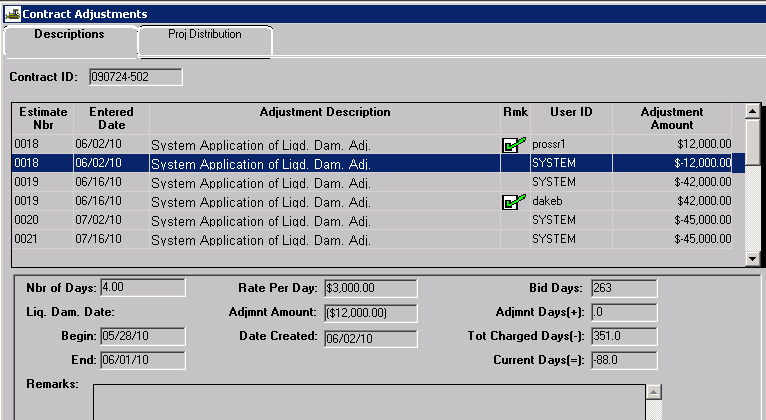 Contract Adjustments
Descriptions Proj Distribution
Contract ID: 090724-502
Estimate Nbr Entered Date Adjustment Description Rmk User ID Adjustment Amount
0018 06/02/10 System Application of Liqd. Dam. Adj. prossr1 $12,000.00
0018 06/02/10 System Application of Liqd. Dam. Adj. SYSTEM $-12,000.00
0019 06/16/10 System Application of Liqd. Dam. Adj. SYSTEM $-42,000.00
0019 06/16/10 System Application of Liqd. Dam. Adj. dakeb $42,000.00
0020 07/02/10 System Application of Liqd. Dam. Adj. SYSTEM $-45,000.00
0021 07/16/10 System Application of Liqd. Dam. Adj. SYSTEM $-45,000.00
Nbr of Days: 4.00 Rate Per Day: $3,000.00 Bid Days: 263
Liq. Dam. Date: Adjmnt Amount: ($12,000.00) Adjmnt Days(+): .0
Begin: 05/28/10 Date Created: 06/02/10 Tot Charged Days(-): 351.0
End: 06/01/10 Current Days(=): -88.0
Remarks: